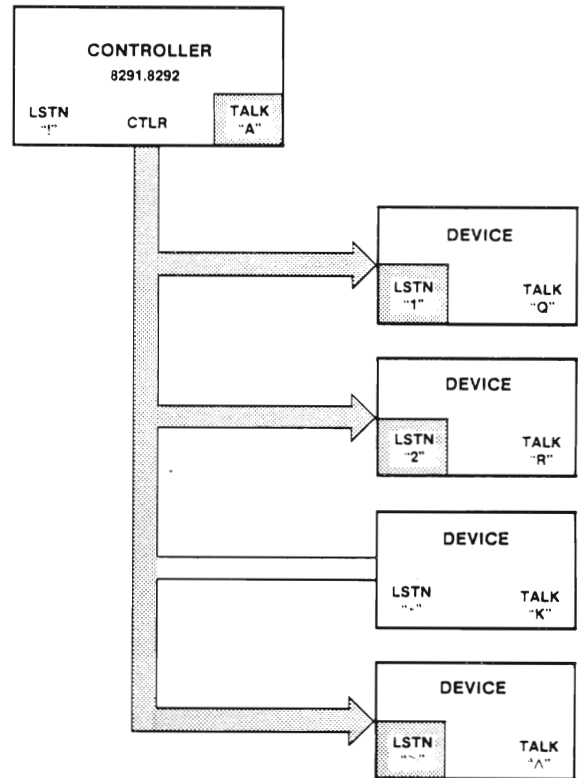 CONTROLLER
8291.8292
LSTN
"!"
CTLR
TALK
"A"
DEVICE
LSTN
"1"
TALK
"Q"
DEVICE
LSTN
"2"
TALK
"R"
DEVICE
LSTN
TALK
"K"
DEVICE
LSTN
TALK
"^"